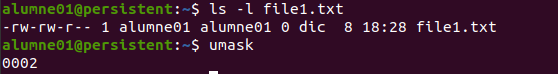 alumne01@persistent:~$ ls -l file1.txt
-rw-rw-r-- 1 alumne01 alumne01 0 dic  8 18:28 file1.txt
alumne01@persistent:~$ umask
0002